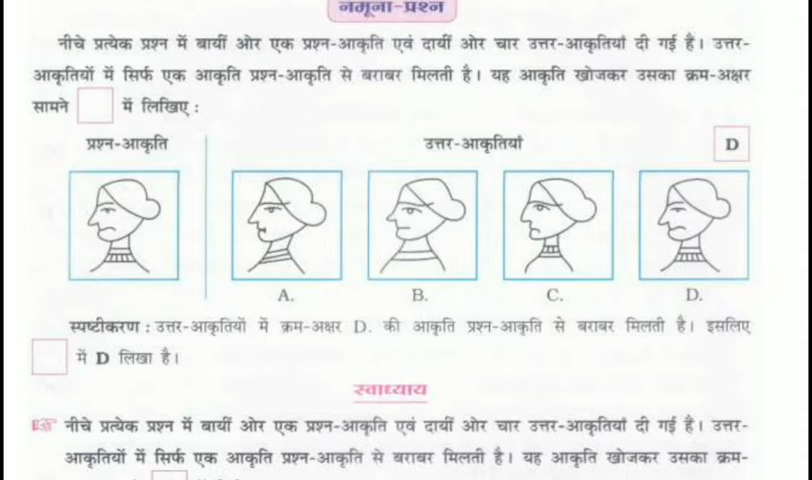 नमूना-प्रश्न
नीचे प्रत्येक प्रश्न में बायीं ओर एक प्रश्न-आकृति एवं दायीं ओर चार उत्तर-आकृतियां दी गई है। उत्तर-
आकृतियों में सिर्फ एक आकृति प्रश्न-आकृति से बराबर मिलती है। यह आकृति खोजकर उसका क्रम-अक्षर
सामने में लिखिए :
प्रश्न-आकृति उत्तर-आकृतियां D
A. B. C. D.
स्पष्टीकरण : उत्तर-आकृतियों में क्रम-अक्षर D. की आकृति प्रश्न-आकृति से बराबर मिलती है। इसलिए
में D लिखा है।
स्वाध्याय
नीचे प्रत्येक प्रश्न में बायीं ओर एक प्रश्न-आकृति एवं दायीं ओर चार उत्तर-आकृतियां दी गई है। उत्तर-
आकृतियों में सिर्फ एक आकृति प्रश्न-आकृति से बराबर मिलती है। यह आकृति खोजकर उसका क्रम-